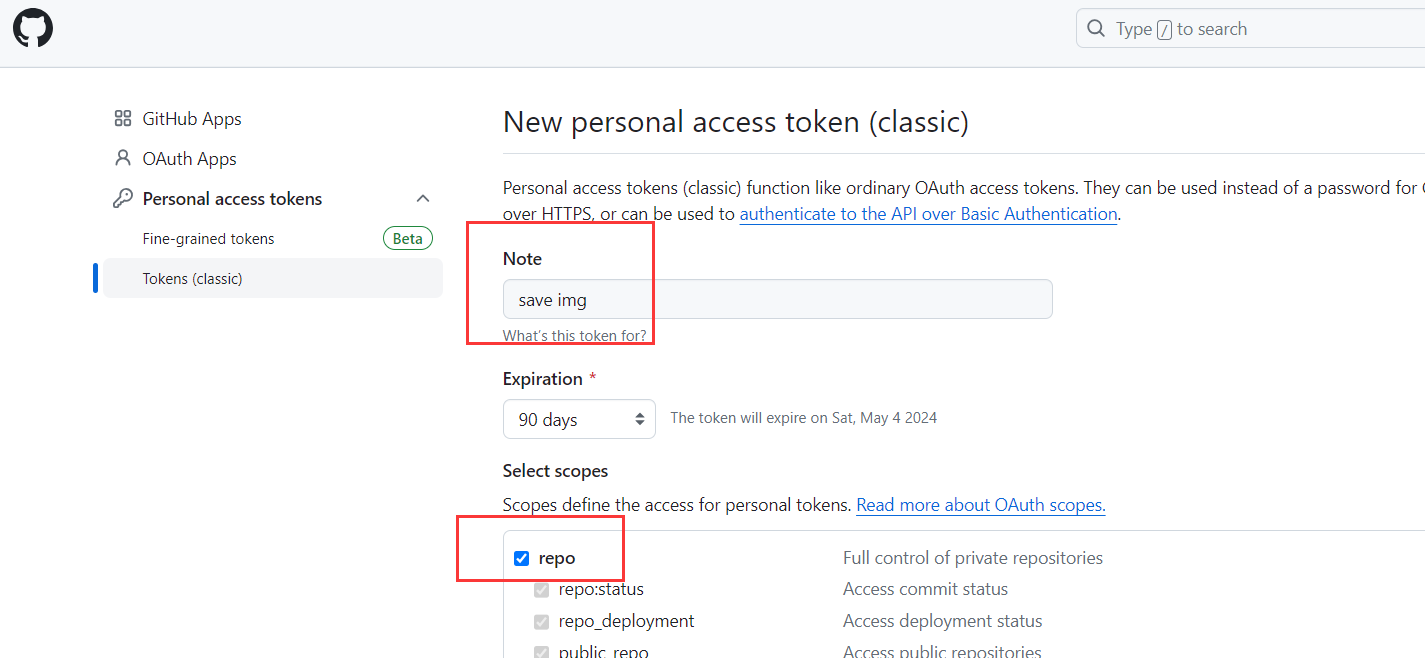 Type / to search
GitHub Apps
OAuth Apps
Personal access tokens
Fine-grained tokens
Beta
Tokens (classic)
New personal access token (classic)
Personal access tokens (classic) function like ordinary OAuth access tokens. They can be used instead of a password for
over HTTPS, or can be used to authenticate to the API over Basic Authentication.
Note
save img
What's this token for?
Expiration *
90 days
The token will expire on Sat, May 4 2024
Select scopes
Scopes define the access for personal tokens. Read more about OAuth scopes.
repo
Full control of private repositories
repo:status
Access commit status
repo_deployment
Access deployment status
public_repo
Access public repositories